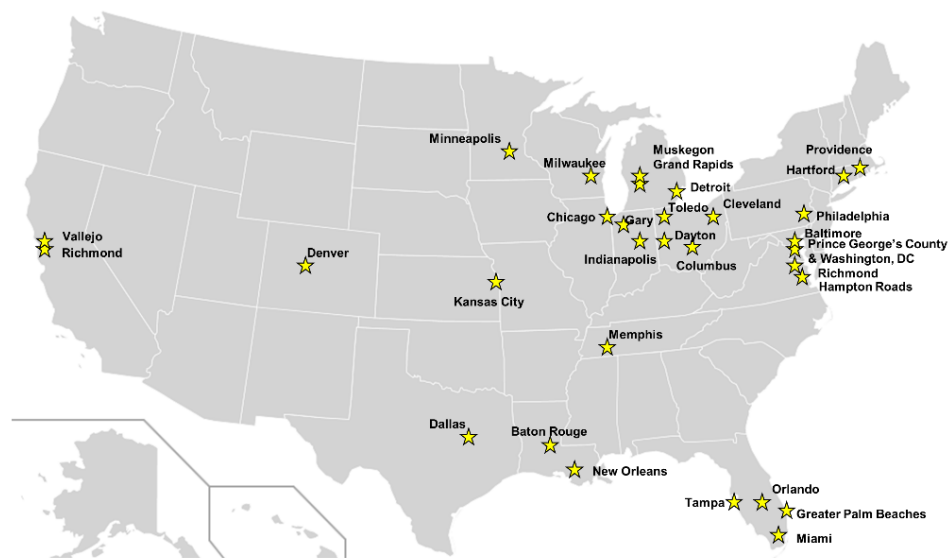 Minneapolis
Muskegon
Grand Rapids
Providence
Milwaukee
Hartford
Detroit
Toledo
Cleveland
Chicago
Gary
Philadelphia
Vallejo
Richmond
Dayton
Baltimore
Prince George's County
& Washington, DC
Denver
Indianapolis
Columbus
Richmond
Hampton Roads
Kansas City
Memphis
Dallas
Baton Rouge
New Orleans
Tampa
Orlando
Greater Palm Beaches
Miami